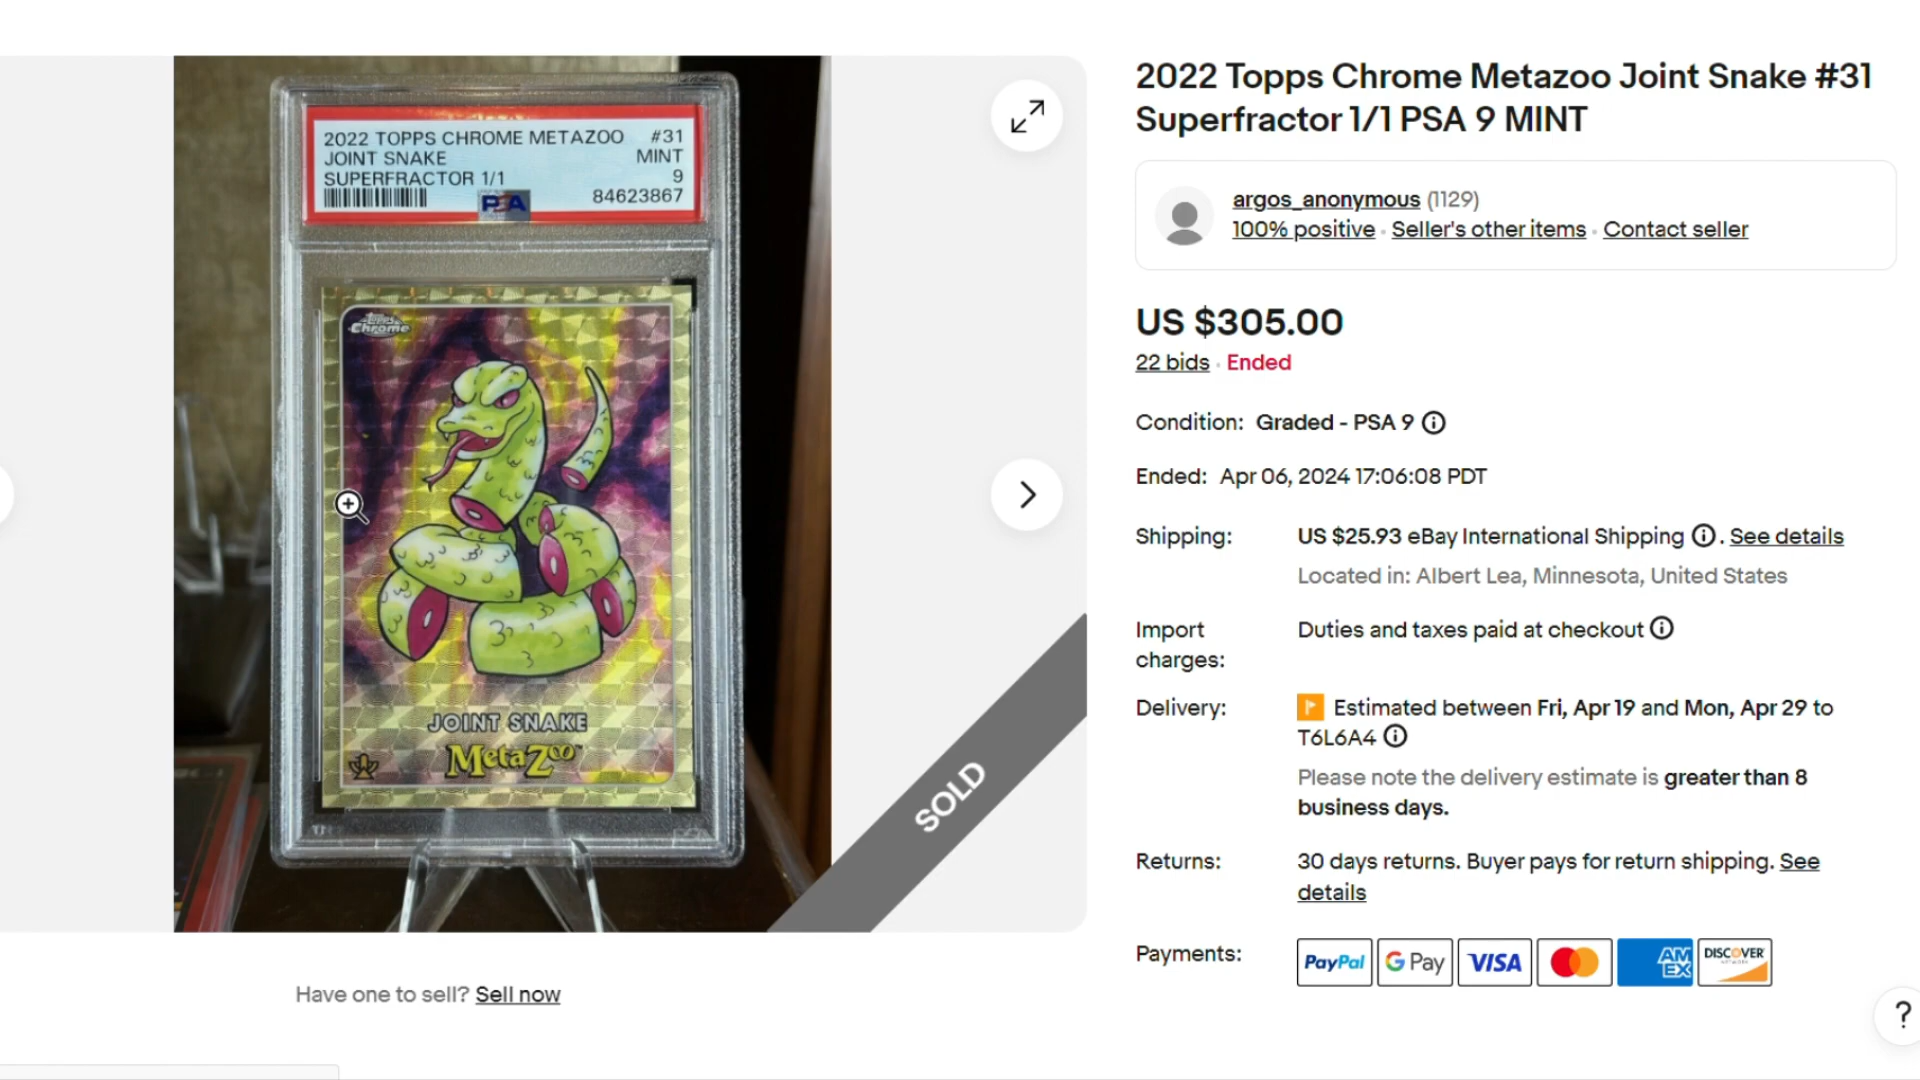 2022 TOPPS CHROME METAZOO #31
JOINT SNAKE MINT
SUPERFRACTOR 1/1 9
PSA 84623867
Topps
Chrome
JOINT SNAKE
MetaZoo
SOLD
Have one to sell? Sell now
2022 Topps Chrome Metazoo Joint Snake #31
Superfractor 1/1 PSA 9 MINT
argos_anonymous (1129)
100% positive · Seller's other items · Contact seller
US $305.00
22 bids · Ended
Condition: Graded - PSA 9
Ended: Apr 06, 2024 17:06:08 PDT
Shipping: US $25.93 eBay International Shipping . See details
Located in: Albert Lea, Minnesota, United States
Import charges: Duties and taxes paid at checkout
Delivery: Estimated between Fri, Apr 19 and Mon, Apr 29 to
T6L6A4
Please note the delivery estimate is greater than 8
business days.
Returns: 30 days returns. Buyer pays for return shipping. See
details
Payments: PayPal G Pay VISA AMEX DISCOVER
?